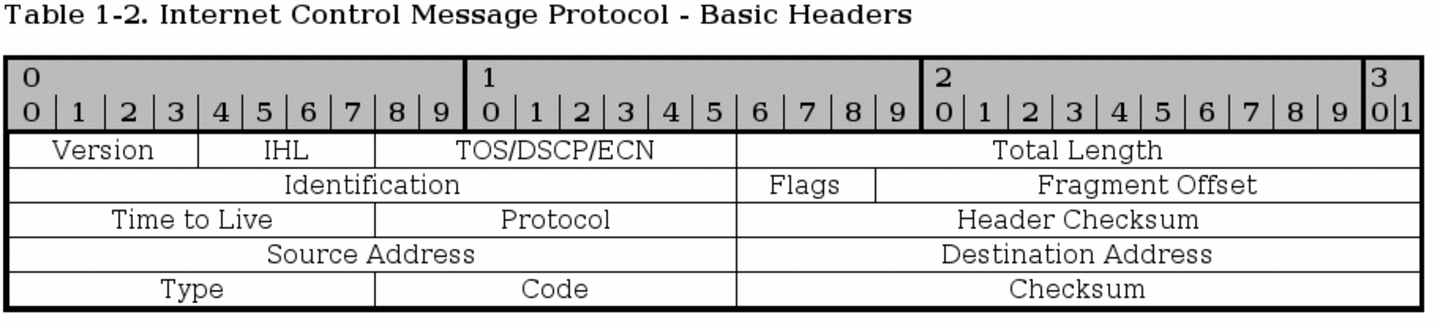 Table 1-2. Internet Control Message Protocol - Basic Headers
0 1 2 3
0 1 2 3 4 5 6 7 8 9 0 1 2 3 4 5 6 7 8 9 0 1 2 3 4 5 6 7 8 9 0 1
Version IHL TOS/DSCP/ECN Total Length
Identification Flags Fragment Offset
Time to Live Protocol Header Checksum
Source Address Destination Address
Type Code Checksum